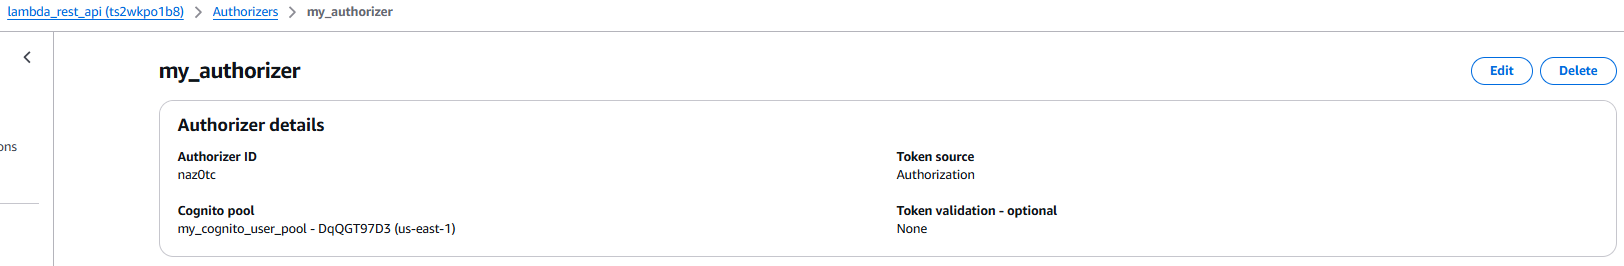 lambda_rest_api (ts2wkpo1b8) > Authorizers > my_authorizer
my_authorizer
Edit
Delete
Authorizer details
ons
Authorizer ID
naz0tc
Token source
Authorization
Cognito pool
my_cognito_user_pool - DqQGT97D3 (us-east-1)
Token validation - optional
None